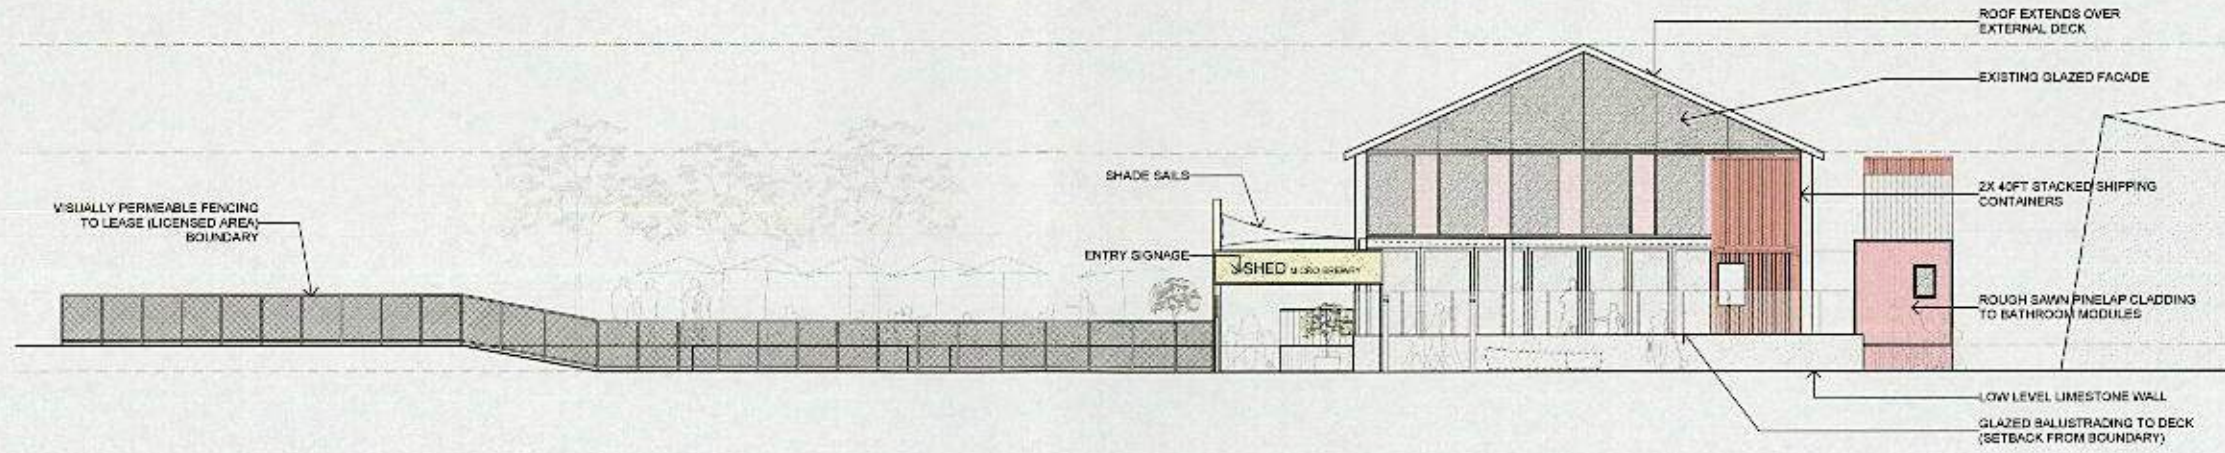 ROOF EXTENDS OVER
EXTERNAL DECK
EXISTING GLAZED FACADE
SHADE SAILS
2X 40FT STACKED SHIPPING
CONTAINERS
VISUALLY PERMEABLE FENCING
TO LEASE (LICENSED AREA)
BOUNDARY
ENTRY SIGNAGE
SHED MICRO BREWERY
ROUGH SAWN PINELAP CLADDING
TO BATHROOM MODULES
LOW LEVEL LIMESTONE WALL
GLAZED BALUSTRADING TO DECK
(SETBACK FROM BOUNDARY)